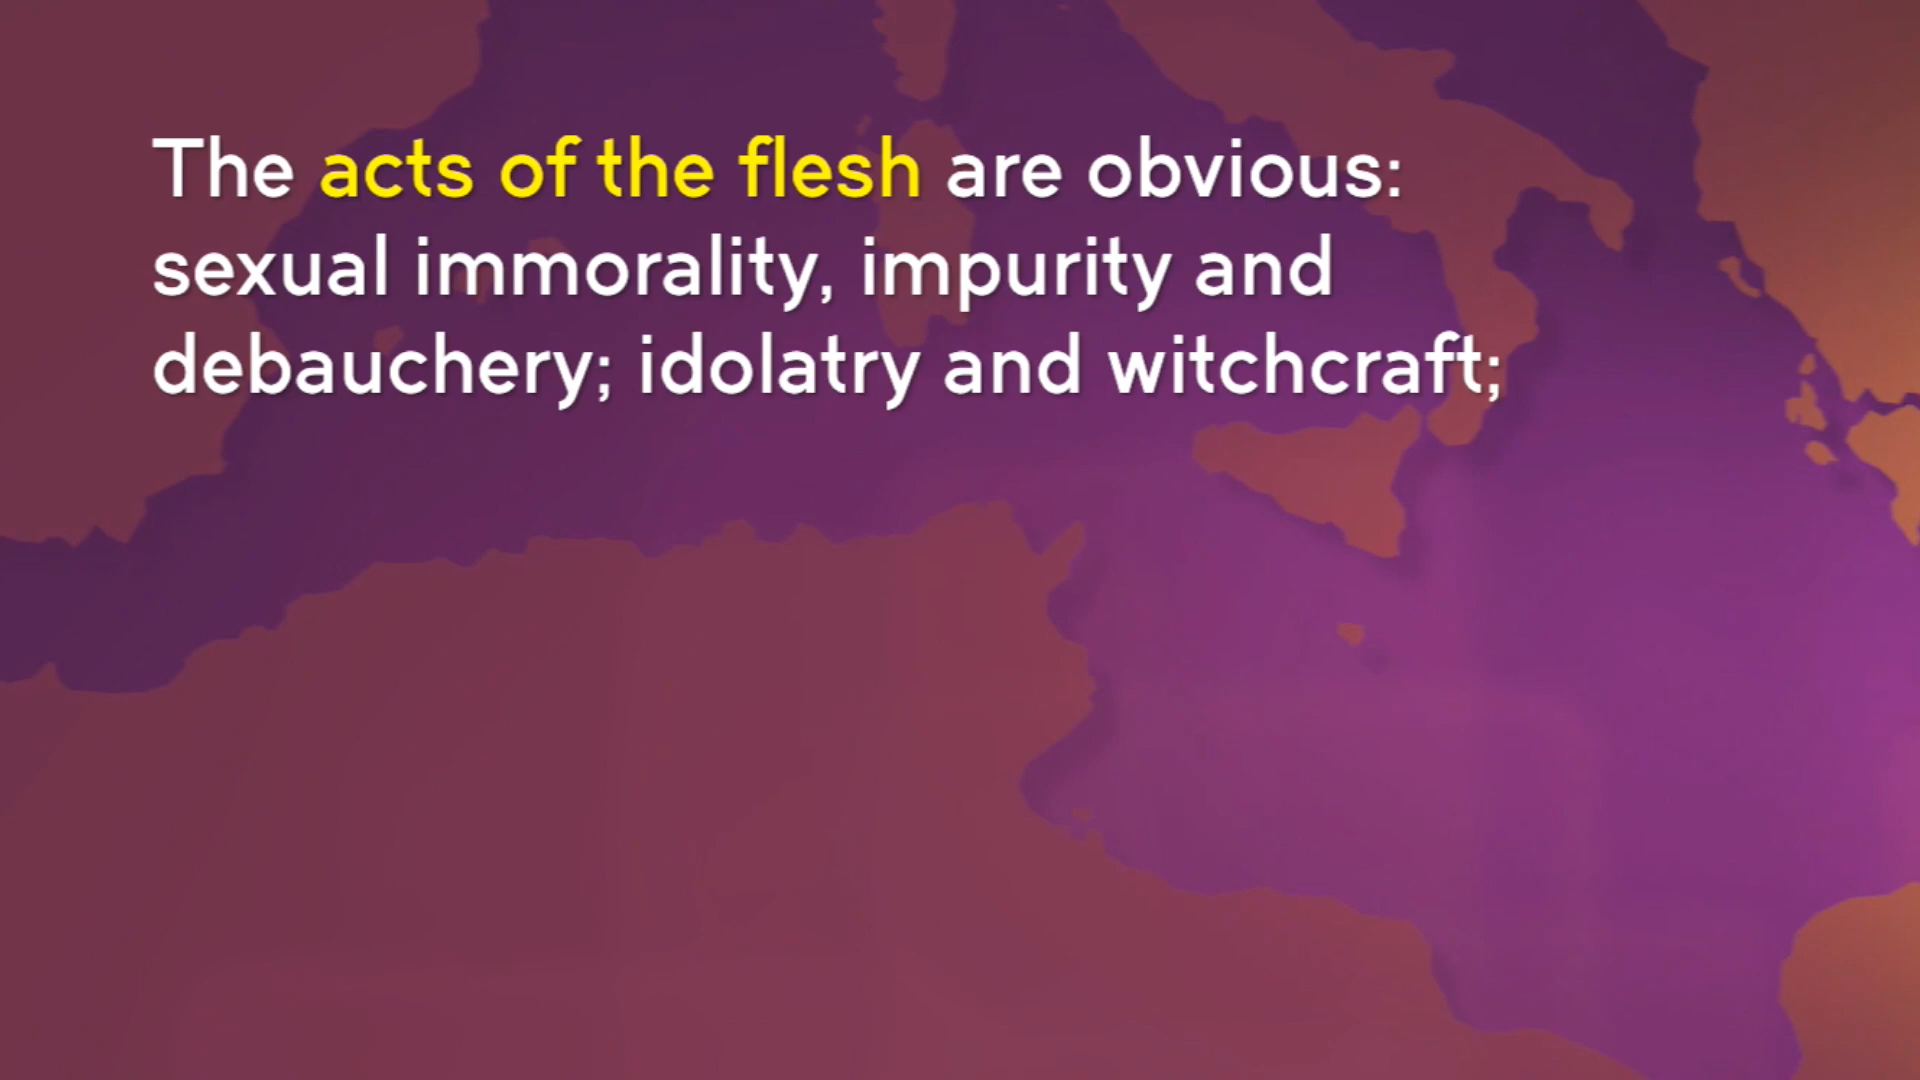 The acts of the flesh are obvious:
sexual immorality, impurity and
debauchery; idolatry and witchcraft;